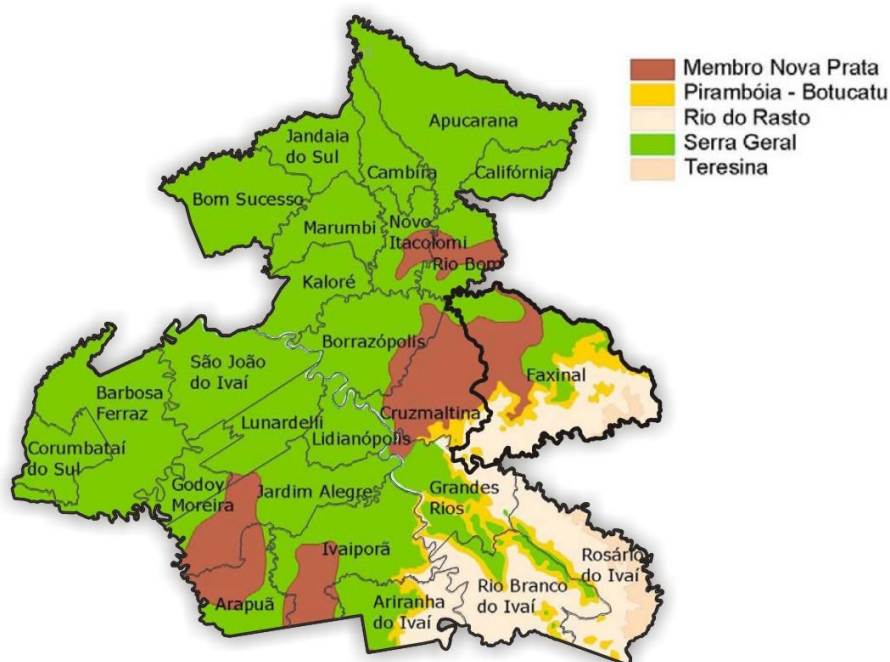 Membro Nova Prata
Pirambóia - Botucatu
Rio do Rasto
Serra Geral
Teresina
Apucarana
Jandaia
do Sul
Cambira
Califórnia
Bom Sucesso
Marumbi
Novo
Itacolomi
Rio Bom
Kaloré
Borrazópolis
São João
do Ivaí
Faxinal
Barbosa
Ferraz
Cruzmaltina
Lunardelli
Lidianópolis
Corumbataí
do Sul
Godoy
Moreira
Jardim Alegre
Grandes
Rios
Ivaiporã
Rosário
do Ivaí
Rio Branco
do Ivaí
Arapuã
Ariranha
do Ivaí